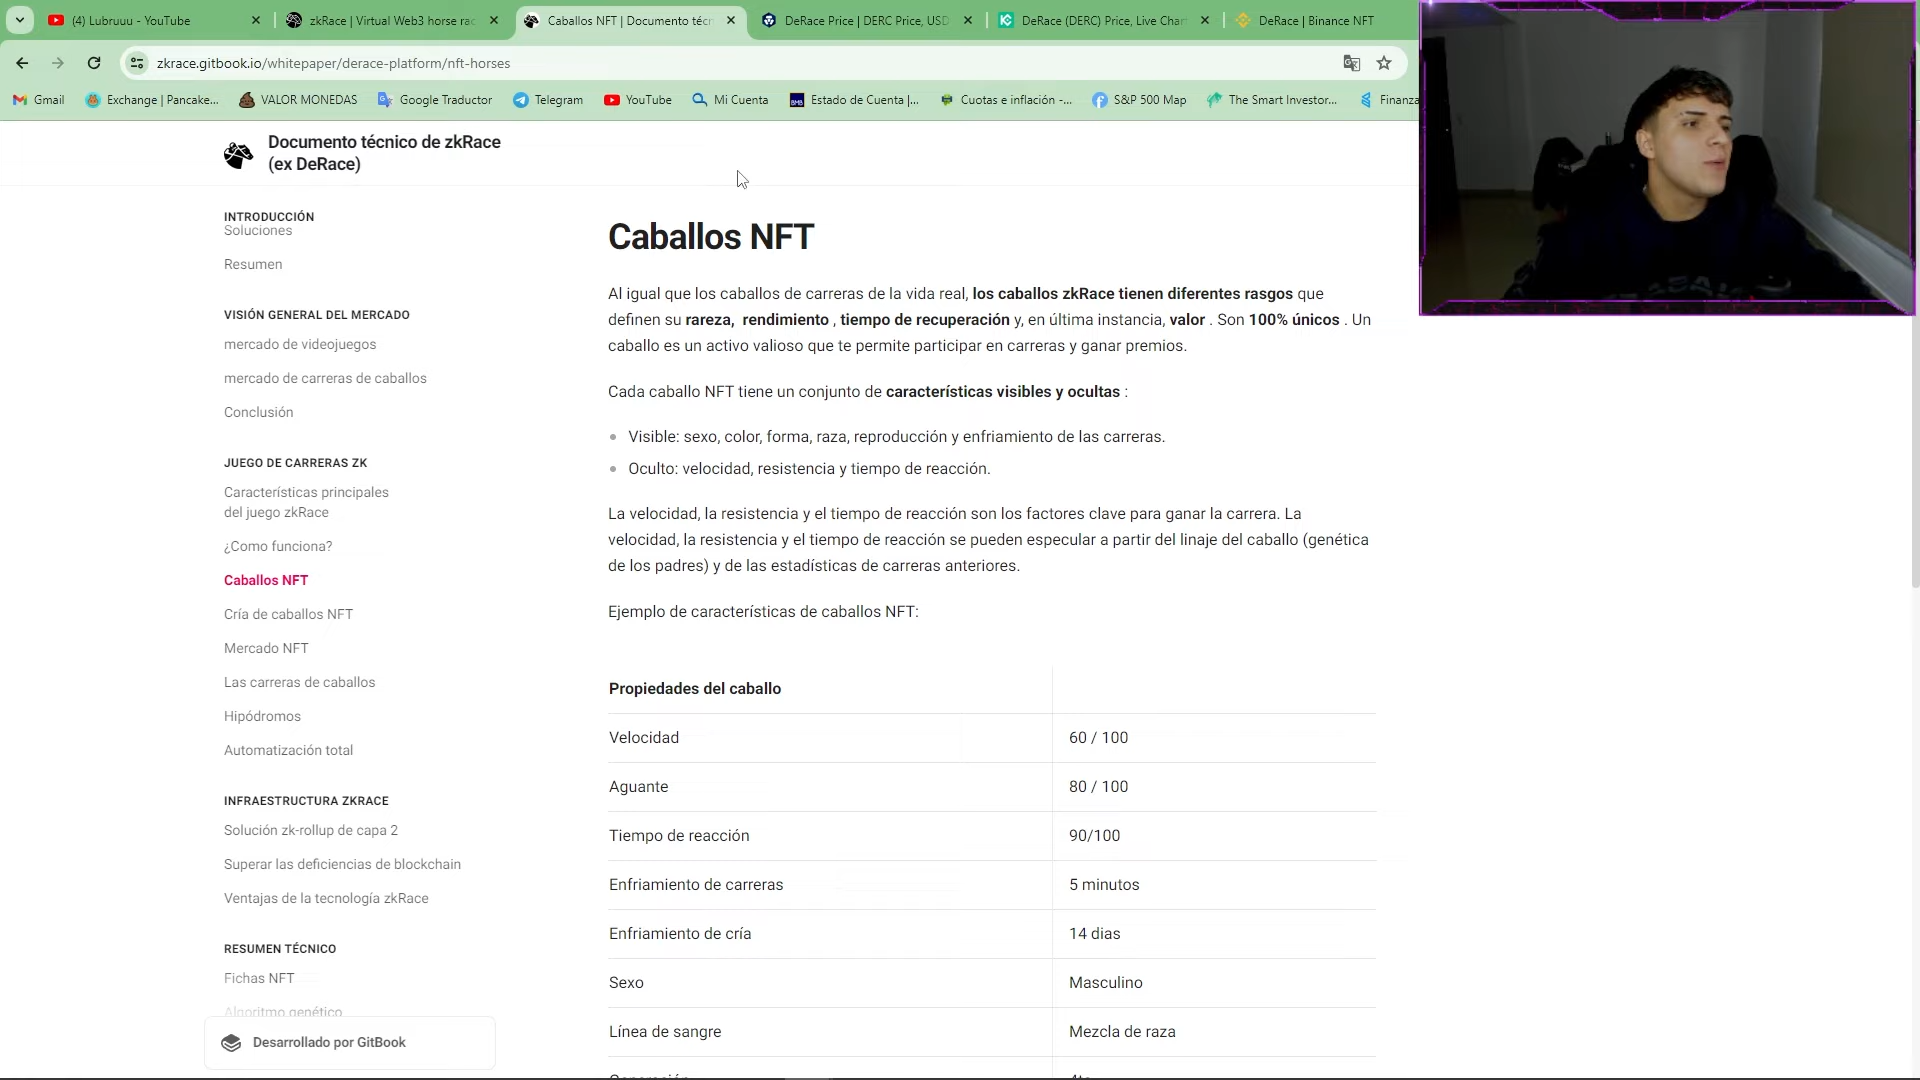 (4) Lubruuu - YouTube
zkRace | Virtual Web3 horse rac
Caballos NFT | Documento técn
DeRace Price | DERC Price, USD
DeRace (DERC) Price, Live Char
DeRace | Binance NFT
zkrace.gitbook.io/whitepaper/derace-platform/nft-horses
Gmail
Exchange | Pancake...
VALOR MONEDAS
Google Traductor
Telegram
YouTube
Mi Cuenta
Estado de Cuenta |...
Cuotas e inflación -...
S&P 500 Map
The Smart Investor...
Finanza
Documento técnico de zkRace
(ex DeRace)
INTRODUCCIÓN
Soluciones
Resumen
VISIÓN GENERAL DEL MERCADO
mercado de videojuegos
mercado de carreras de caballos
Conclusión
JUEGO DE CARRERAS ZK
Características principales
del juego zkRace
¿Como funciona?
Caballos NFT
Cría de caballos NFT
Mercado NFT
Las carreras de caballos
Hipódromos
Automatización total
INFRAESTRUCTURA ZKRACE
Solución zk-rollup de capa 2
Superar las deficiencias de blockchain
Ventajas de la tecnología zkRace
RESUMEN TÉCNICO
Fichas NFT
Algoritmo genético
Desarrollado por GitBook
Caballos NFT
Al igual que los caballos de carreras de la vida real, los caballos zkRace tienen diferentes rasgos que
definen su rareza, rendimiento , tiempo de recuperación y, en última instancia, valor . Son 100% únicos . Un
caballo es un activo valioso que te permite participar en carreras y ganar premios.
Cada caballo NFT tiene un conjunto de características visibles y ocultas :
Visible: sexo, color, forma, raza, reproducción y enfriamiento de las carreras.
Oculto: velocidad, resistencia y tiempo de reacción.
La velocidad, la resistencia y el tiempo de reacción son los factores clave para ganar la carrera. La
velocidad, la resistencia y el tiempo de reacción se pueden especular a partir del linaje del caballo (genética
de los padres) y de las estadísticas de carreras anteriores.
Ejemplo de características de caballos NFT:
Propiedades del caballo
Velocidad 60 / 100
Aguante 80 / 100
Tiempo de reacción 90/100
Enfriamiento de carreras 5 minutos
Enfriamiento de cría 14 dias
Sexo Masculino
Línea de sangre Mezcla de raza